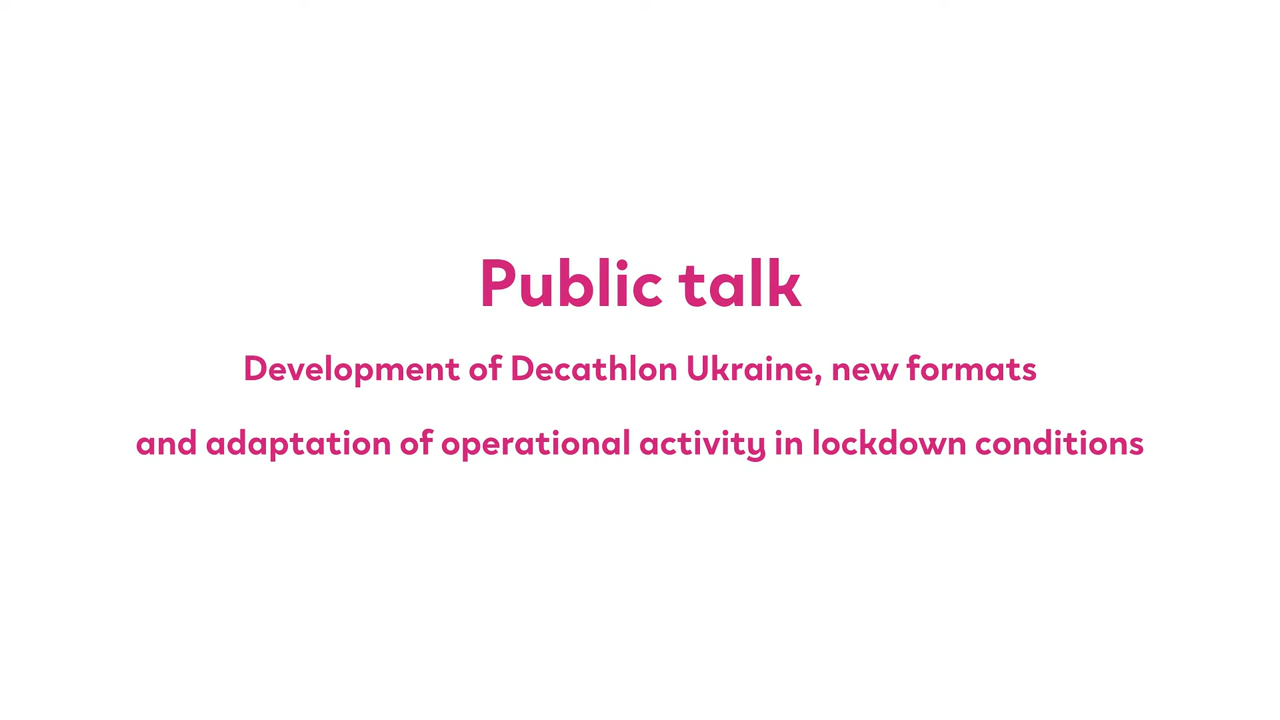 Public talk
Development of Decathlon Ukraine, new formats
and adaptation of operational activity in lockdown conditions